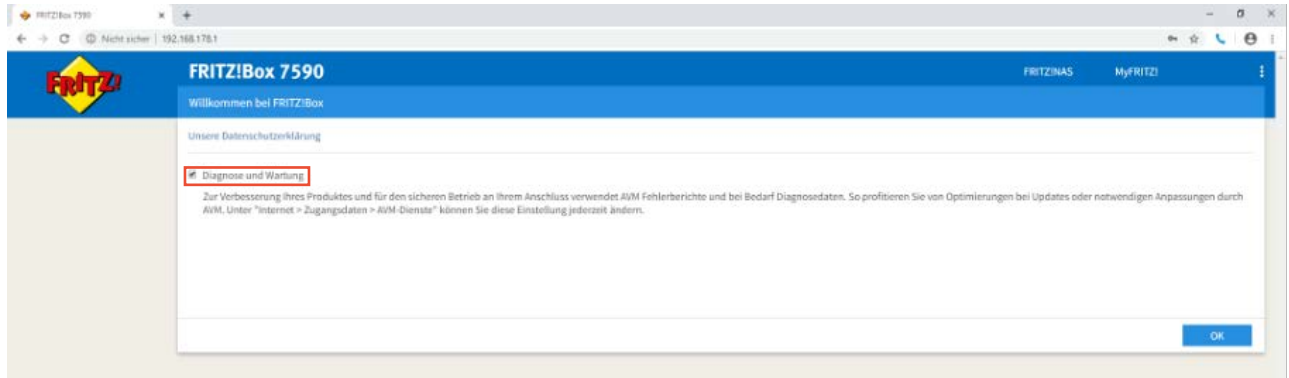 FRITZ!Box 7590
Nicht sicher | 192.168.178.1
FRITZ!
FRITZ!Box 7590
FRITZ!NAS
MyFRITZ!
Willkommen bei FRITZ!Box
Unsere Datenschutzerklärung
Diagnose und Wartung
Zur Verbesserung Ihres Produktes und für den sicheren Betrieb an Ihrem Anschluss verwendet AVM Fehlerberichte und bei Bedarf Diagnosedaten. So profitieren Sie von Optimierungen bei Updates oder notwendigen Anpassungen durch
AVM. Unter "Internet > Zugangsdaten > AVM-Dienste" können Sie diese Einstellung jederzeit ändern.
OK